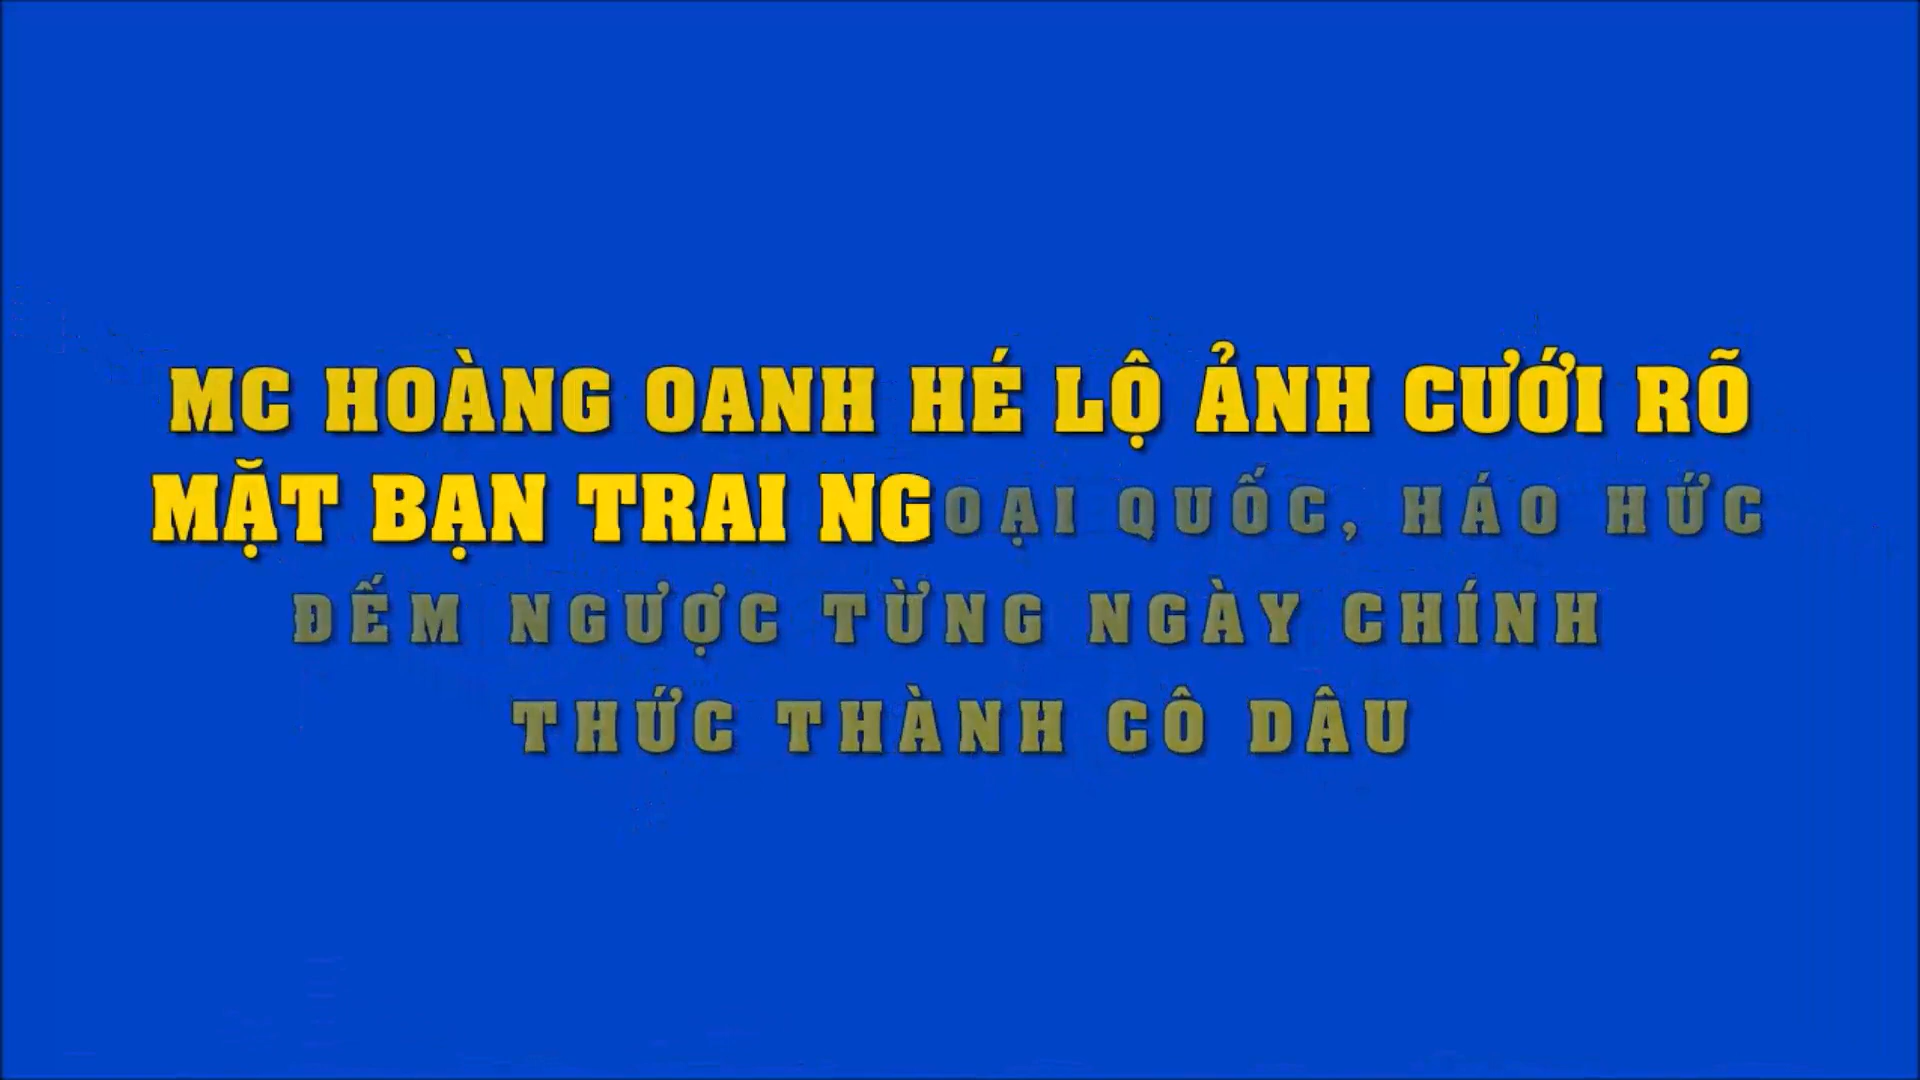 MC HOÀNG OANH HÉ LỘ ẢNH CƯỚI RÕ
MẶT BẠN TRAI NGOẠI QUỐC, HÁO HỨC
ĐẾM NGƯỢC TỪNG NGÀY CHÍNH
THỨC THÀNH CÔ DÂU